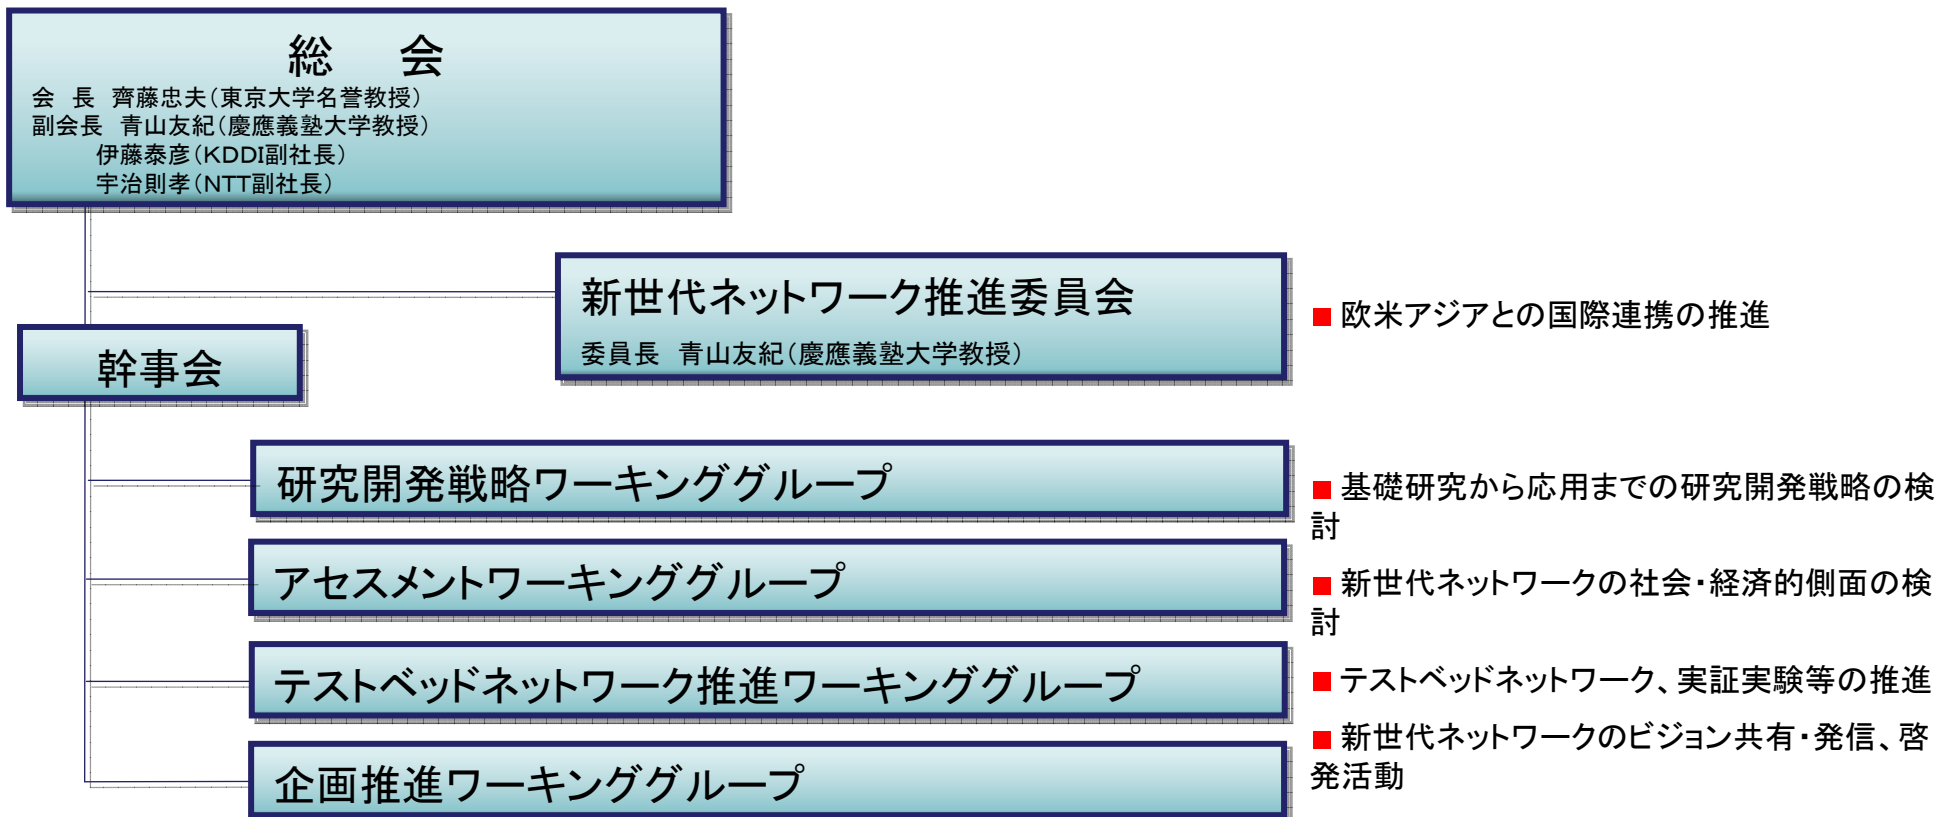 総　会
会　長　齊藤忠夫（東京大学名誉教授）
副会長　青山友紀（慶應義塾大学教授）
伊藤泰彦（KDDI副社長）
宇治則孝（NTT副社長）
新世代ネットワーク推進委員会
委員長　青山友紀（慶應義塾大学教授）
■ 欧米アジアとの国際連携の推進
幹事会
研究開発戦略ワーキンググループ
■ 基礎研究から応用までの研究開発戦略の検
討
アセスメントワーキンググループ
■ 新世代ネットワークの社会・経済的側面の検
討
テストベッドネットワーク推進ワーキンググループ
■ テストベッドネットワーク、実証実験等の推進
企画推進ワーキンググループ
■ 新世代ネットワークのビジョン共有・発信、啓
発活動